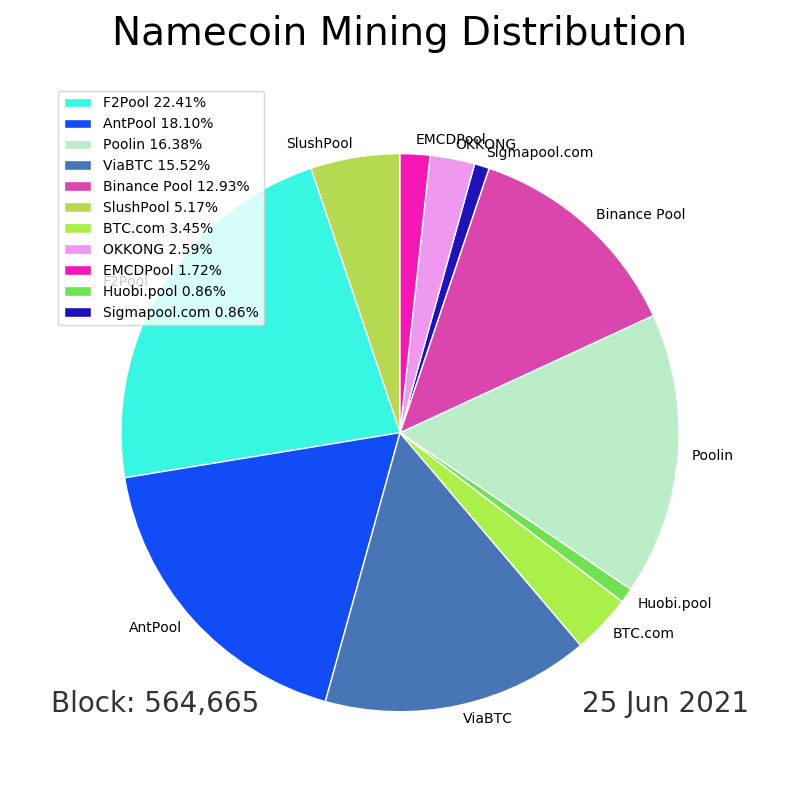 Namecoin Mining Distribution
F2Pool 22.41%
AntPool 18.10%
Poolin 16.38%
ViaBTC 15.52%
Binance Pool 12.93%
SlushPool 5.17%
BTC.com 3.45%
OKKONG 2.59%
EMCDPool 1.72%
Huobi.pool 0.86%
Sigmapool.com 0.86%
F2Pool
SlushPool
EMCDPool
OKKONG
Sigmapool.com
Binance Pool
Poolin
Huobi.pool
BTC.com
ViaBTC
AntPool
Block: 564,665
25 Jun 2021